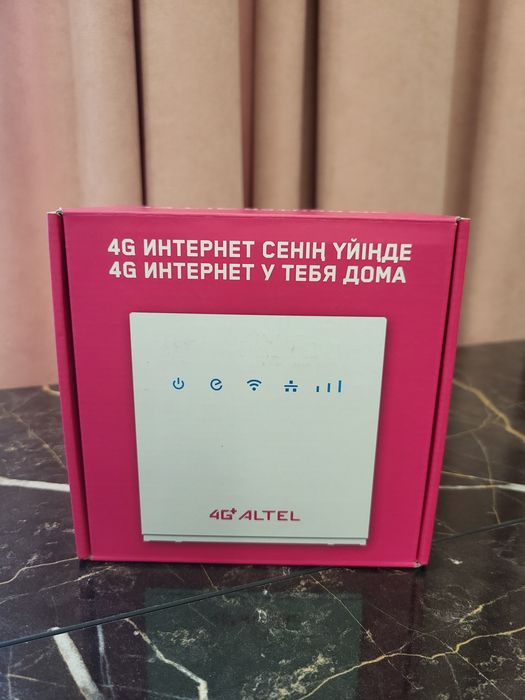 4G ИНТЕРНЕТ СЕНІҢ ҮЙІҢДЕ
4G ИНТЕРНЕТ У ТЕБЯ ДОМА
4G+ ALTEL